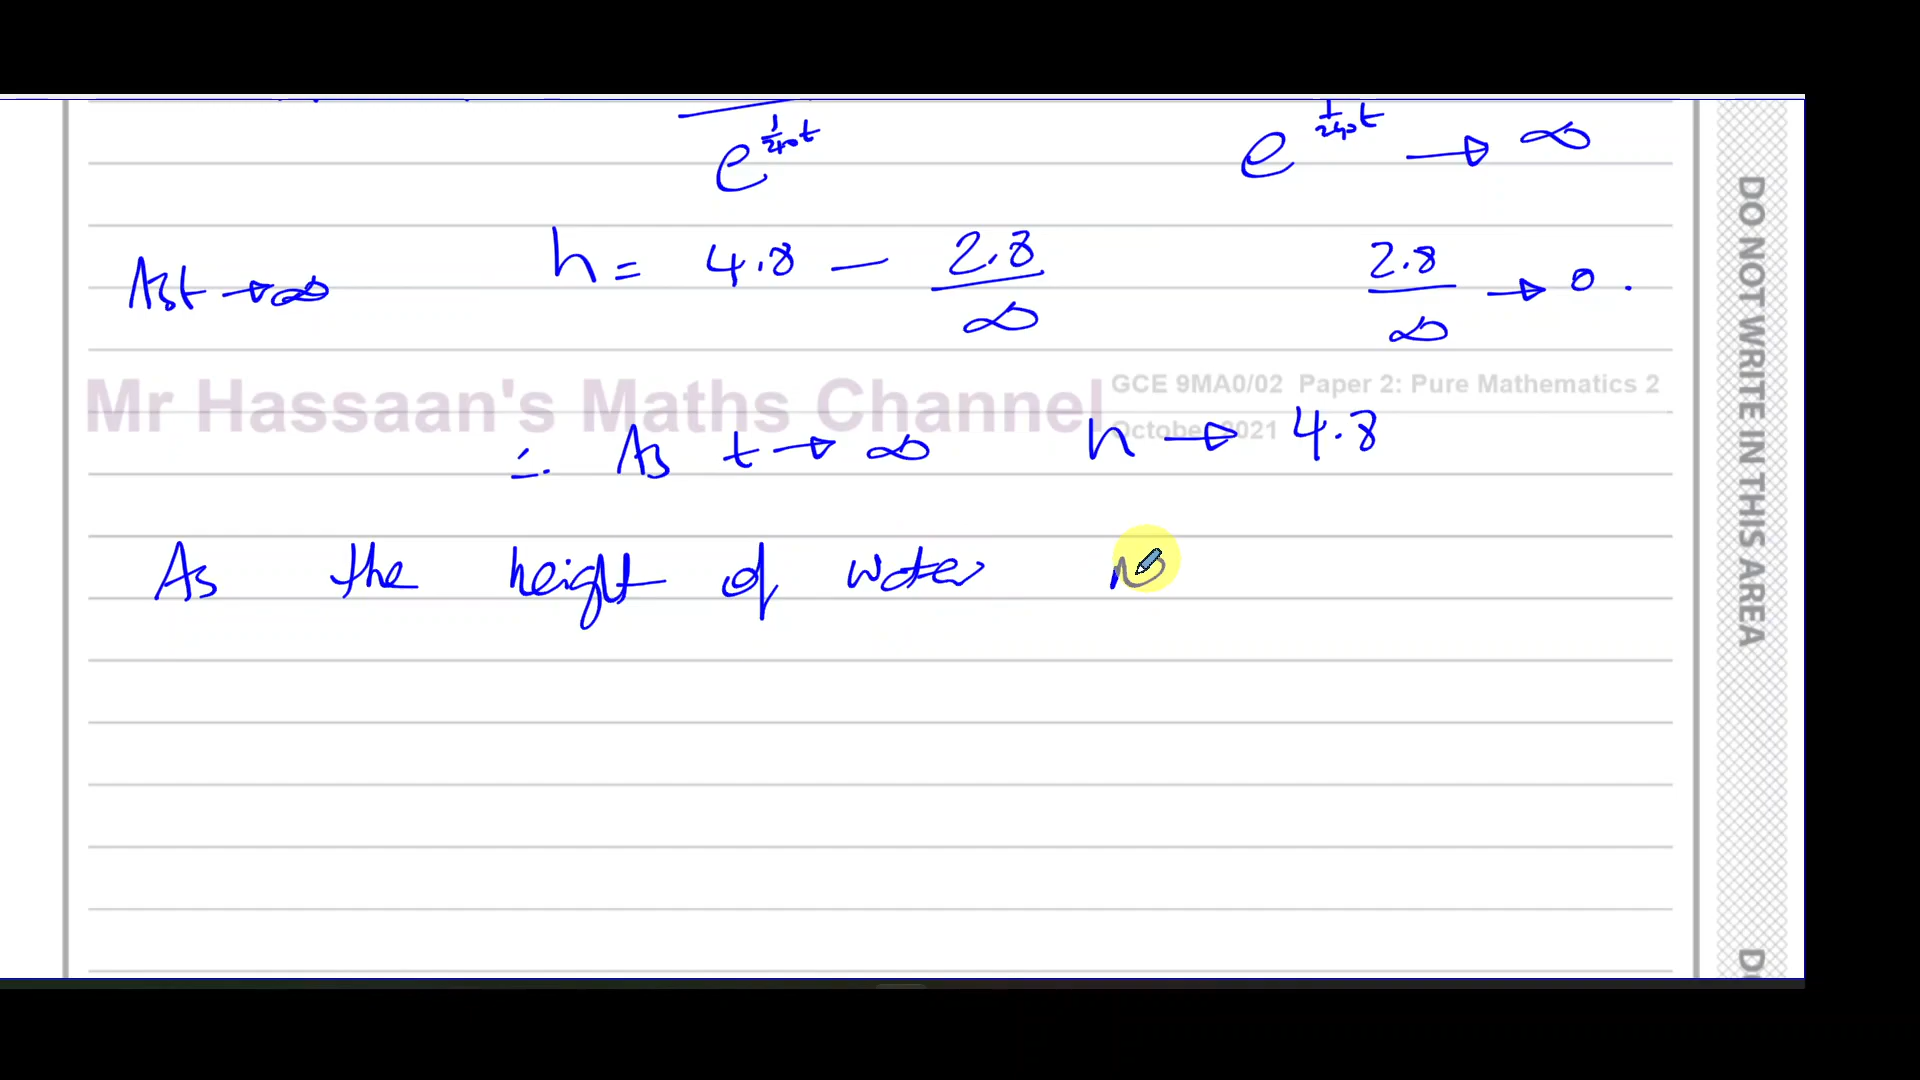 e^{1/240 t} e^{1/240 t} → ∞
As t → ∞ h = 4.8 − 2.8/∞ 2.8/∞ → 0.
Mr Hassaan's Maths Channel
GCE 9MA0/02 Paper 2: Pure Mathematics 2
October 2021
∴ As t → ∞ h → 4.8
As the height of water
DO NOT WRITE IN THIS AREA